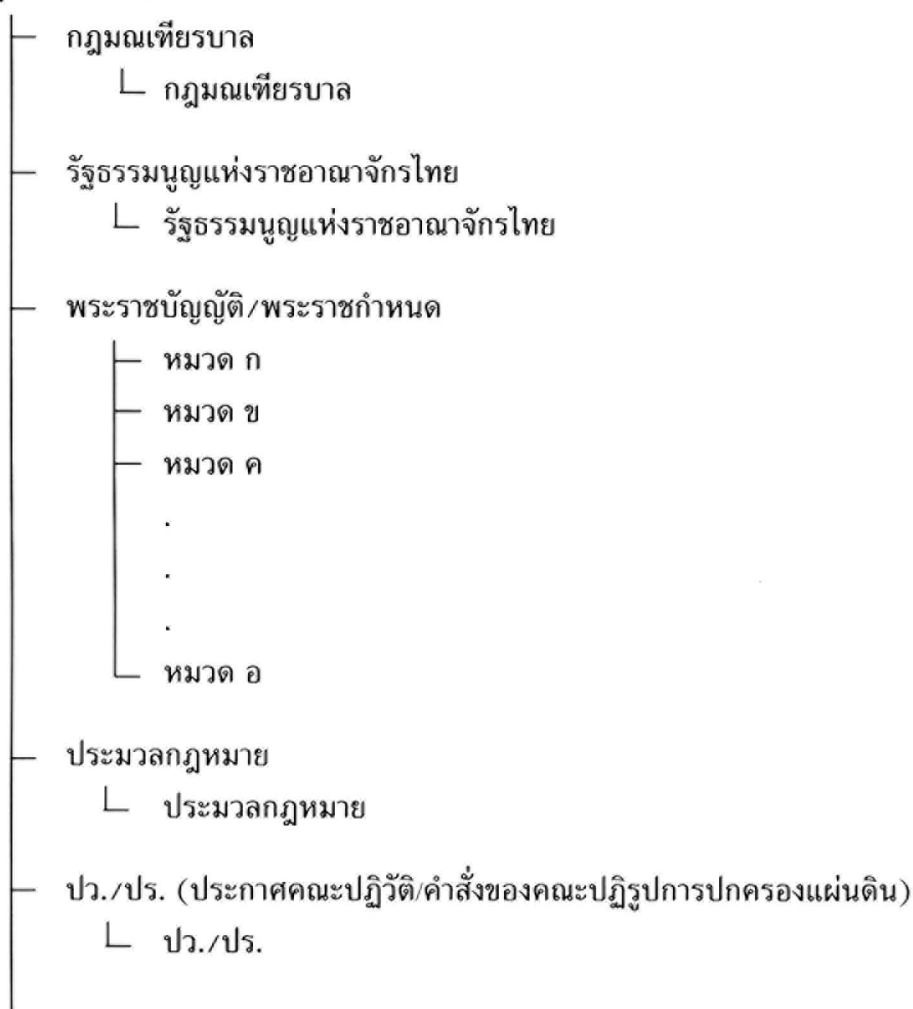 กฎมณเฑียรบาล
กฎมณเฑียรบาล
รัฐธรรมนูญแห่งราชอาณาจักรไทย
รัฐธรรมนูญแห่งราชอาณาจักรไทย
พระราชบัญญัติ/พระราชกำหนด
หมวด ก
หมวด ข
หมวด ค
.
.
.
หมวด อ
ประมวลกฎหมาย
ประมวลกฎหมาย
ปว./ปร. (ประกาศคณะปฏิวัติ/คำสั่งของคณะปฏิรูปการปกครองแผ่นดิน)
ปว./ปร.